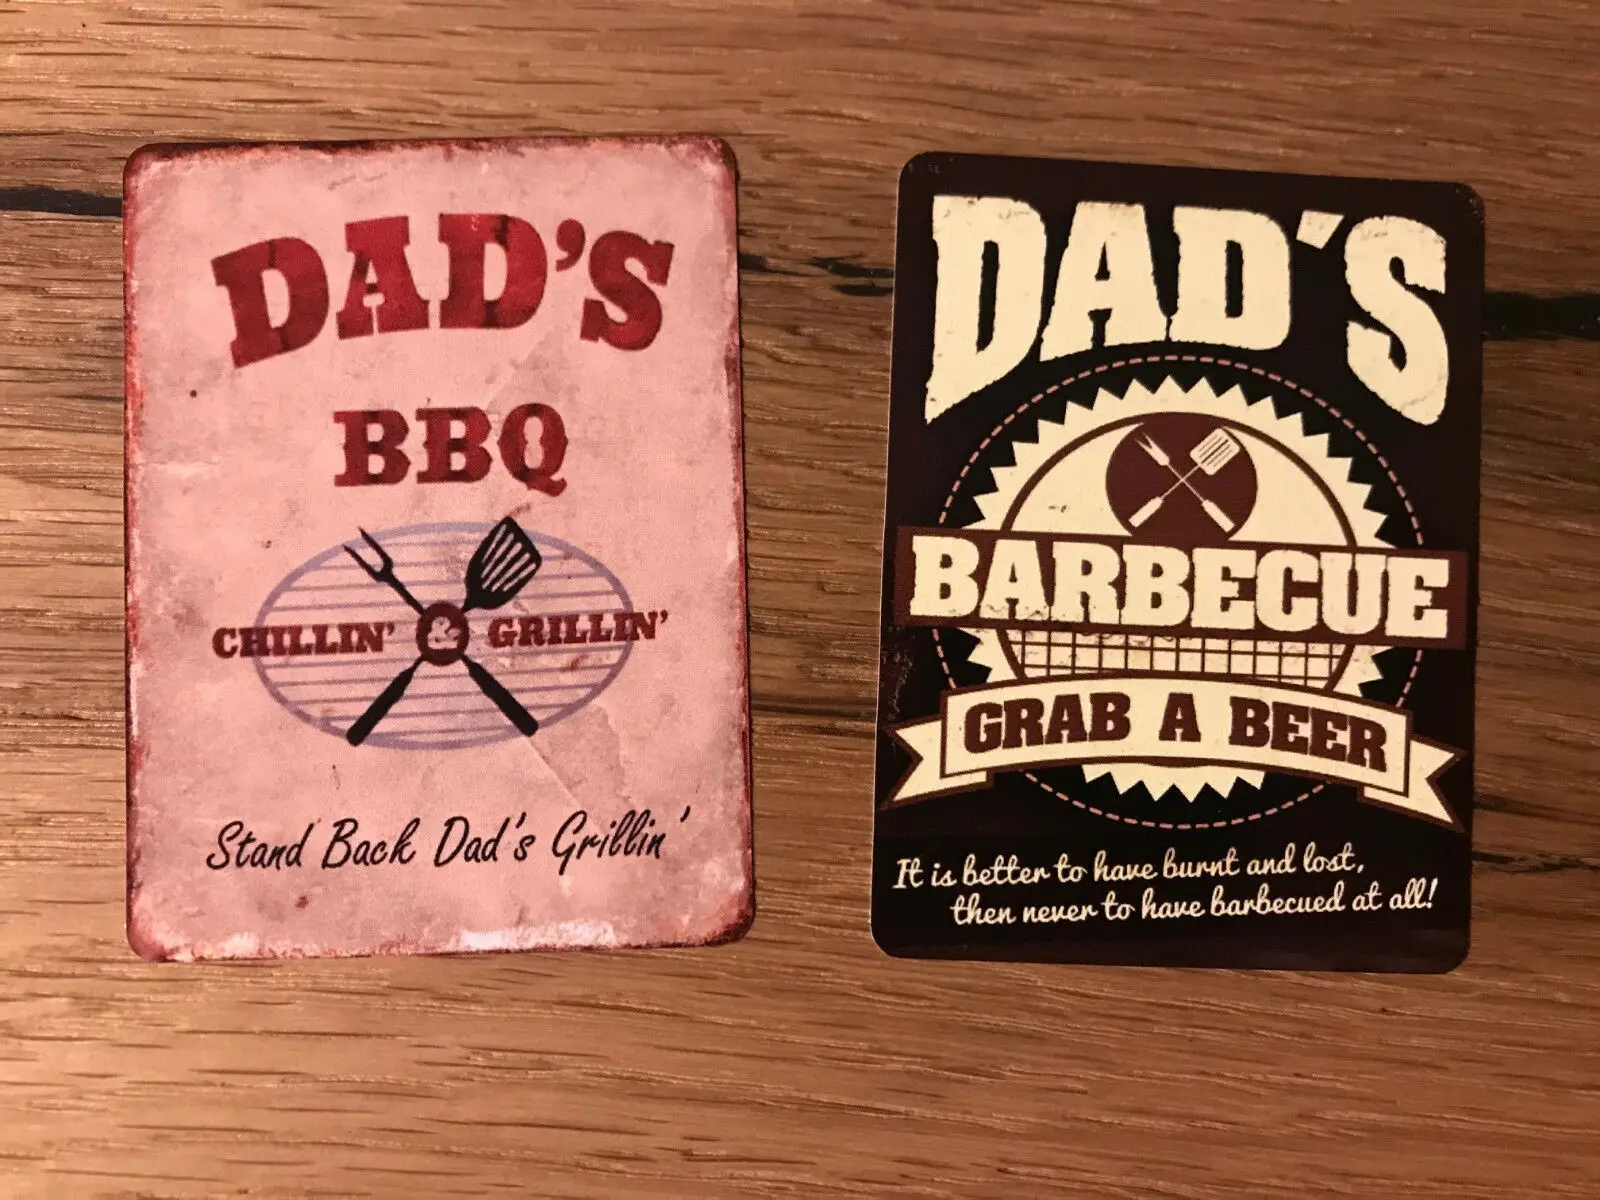 DAD'S
BBQ
CHILLIN' & GRILLIN'
Stand Back Dad's Grillin'
DAD'S
BARBECUE
GRAB A BEER
It is better to have burnt and lost,
then never to have barbecued at all!